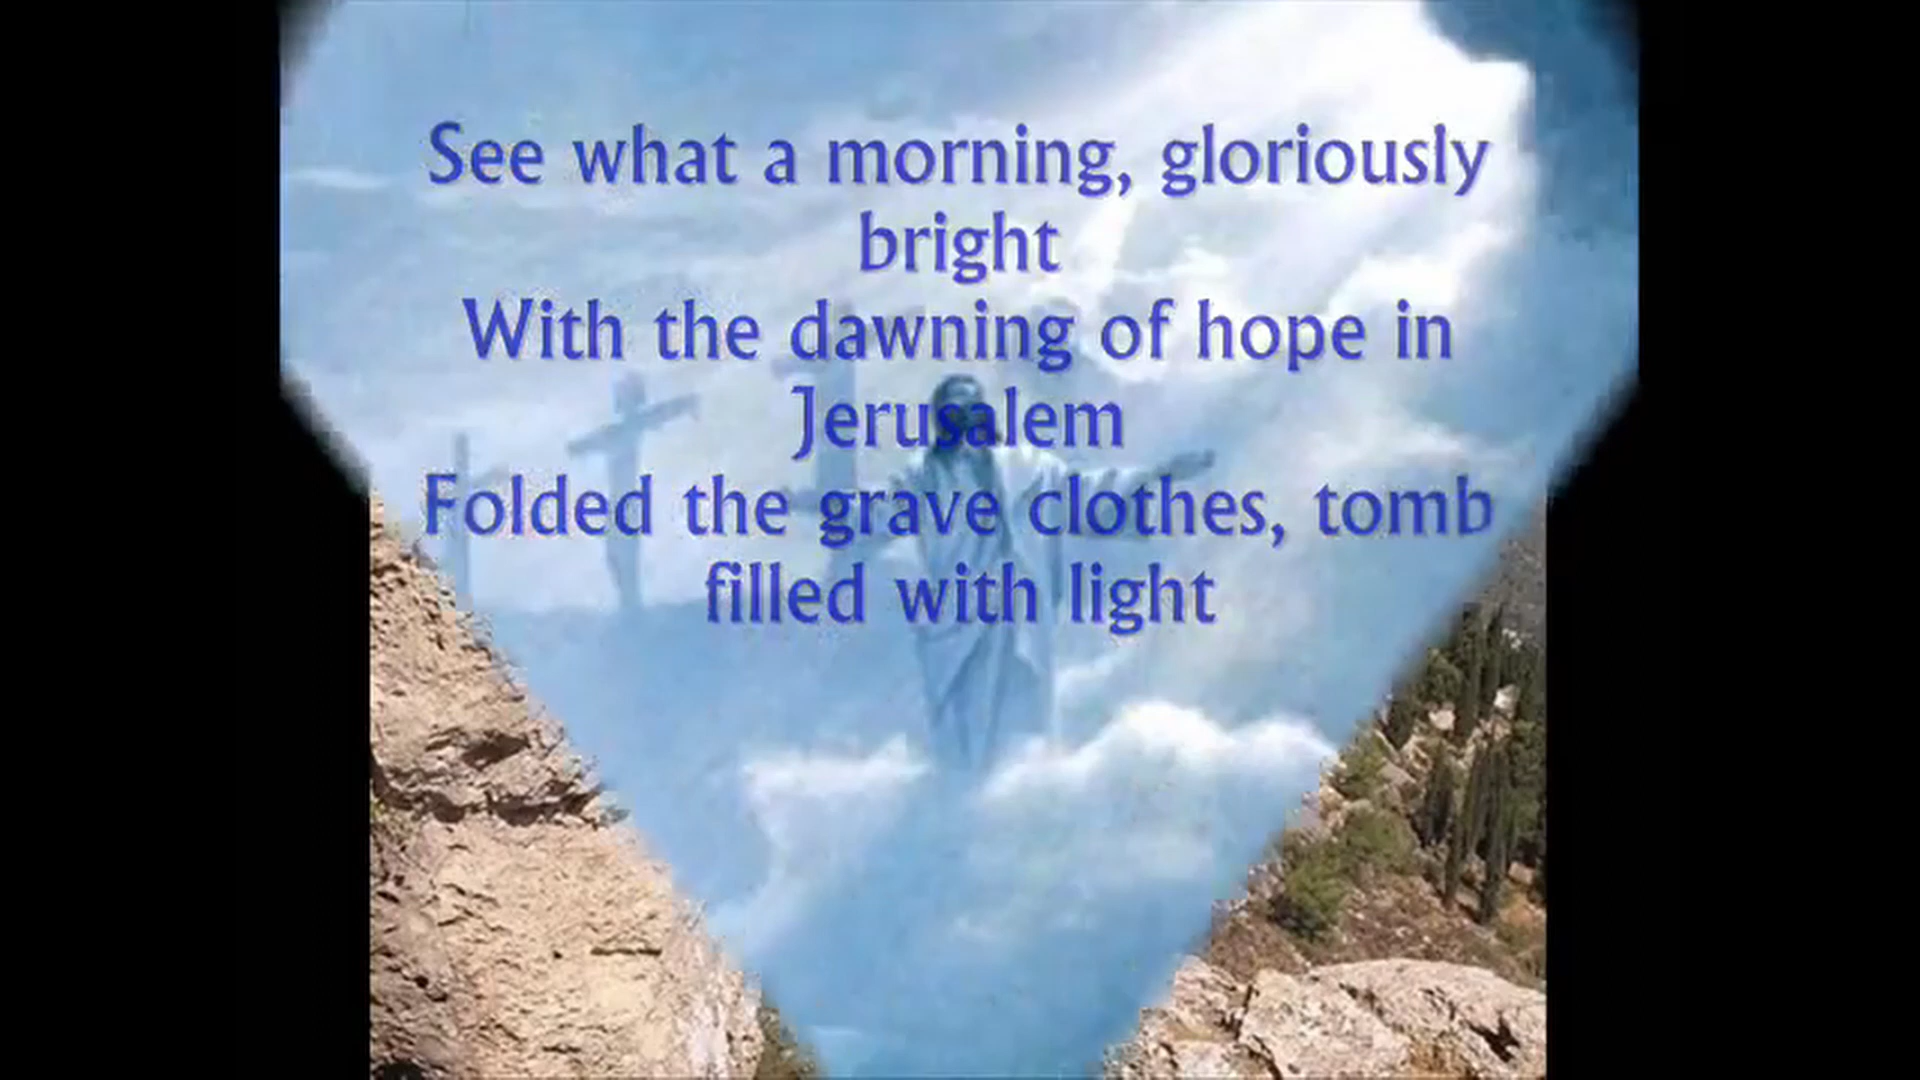 See what a morning, gloriously
bright
With the dawning of hope in
Jerusalem
Folded the grave clothes, tomb
filled with light